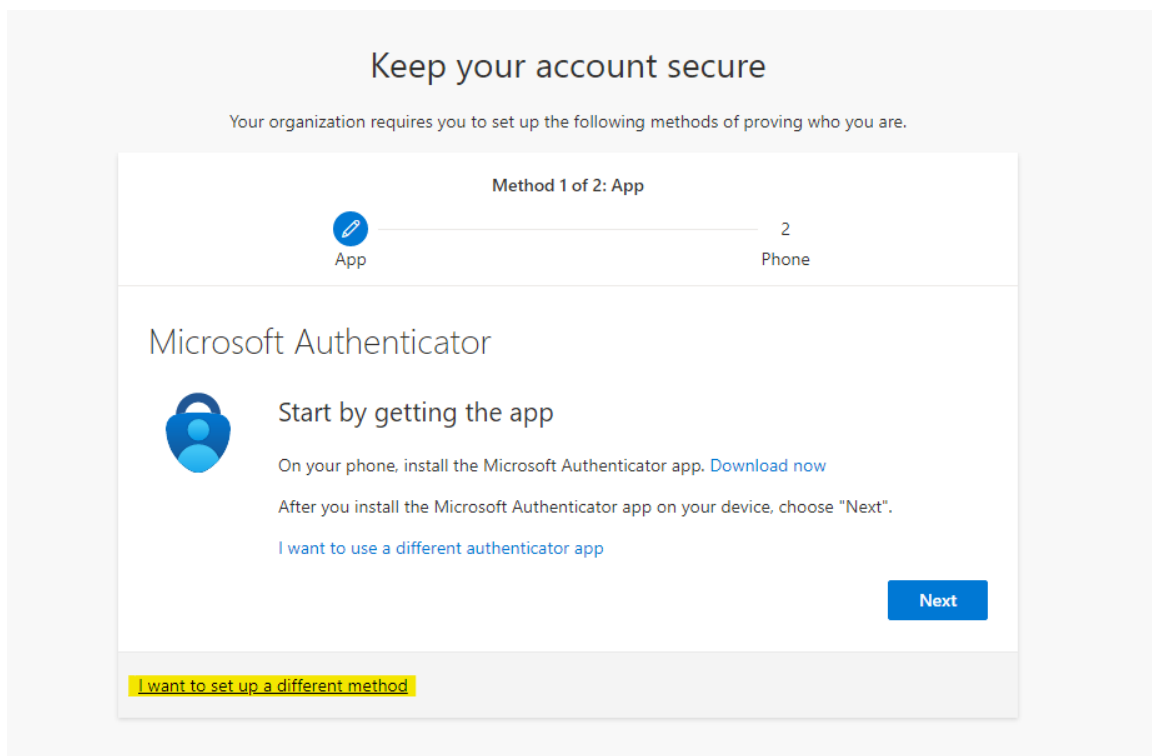 Keep your account secure
Your organization requires you to set up the following methods of proving who you are.
Method 1 of 2: App
2
App
Phone
Microsoft Authenticator
Start by getting the app
On your phone, install the Microsoft Authenticator app. Download now
After you install the Microsoft Authenticator app on your device, choose "Next".
I want to use a different authenticator app
Next
I want to set up a different method